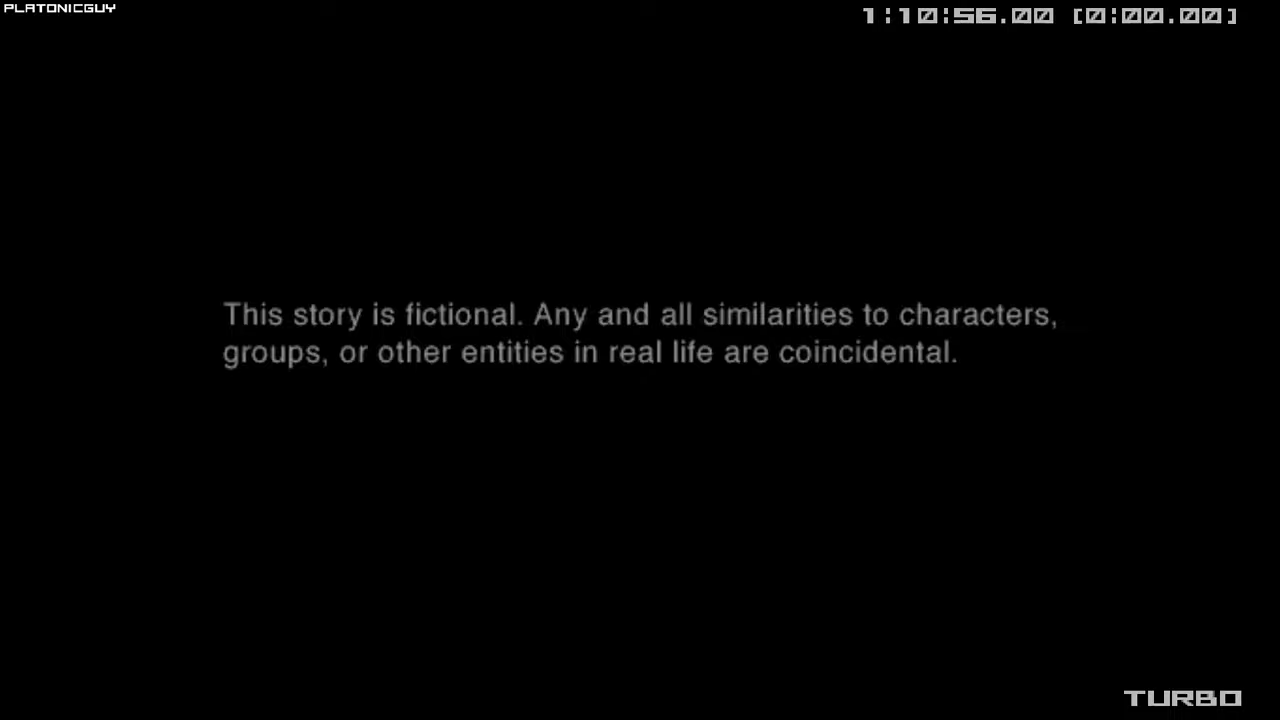 PLATONICGUY
1:10:56.00 [0:00.00]
This story is fictional. Any and all similarities to characters,
groups, or other entities in real life are coincidental.
TURBO